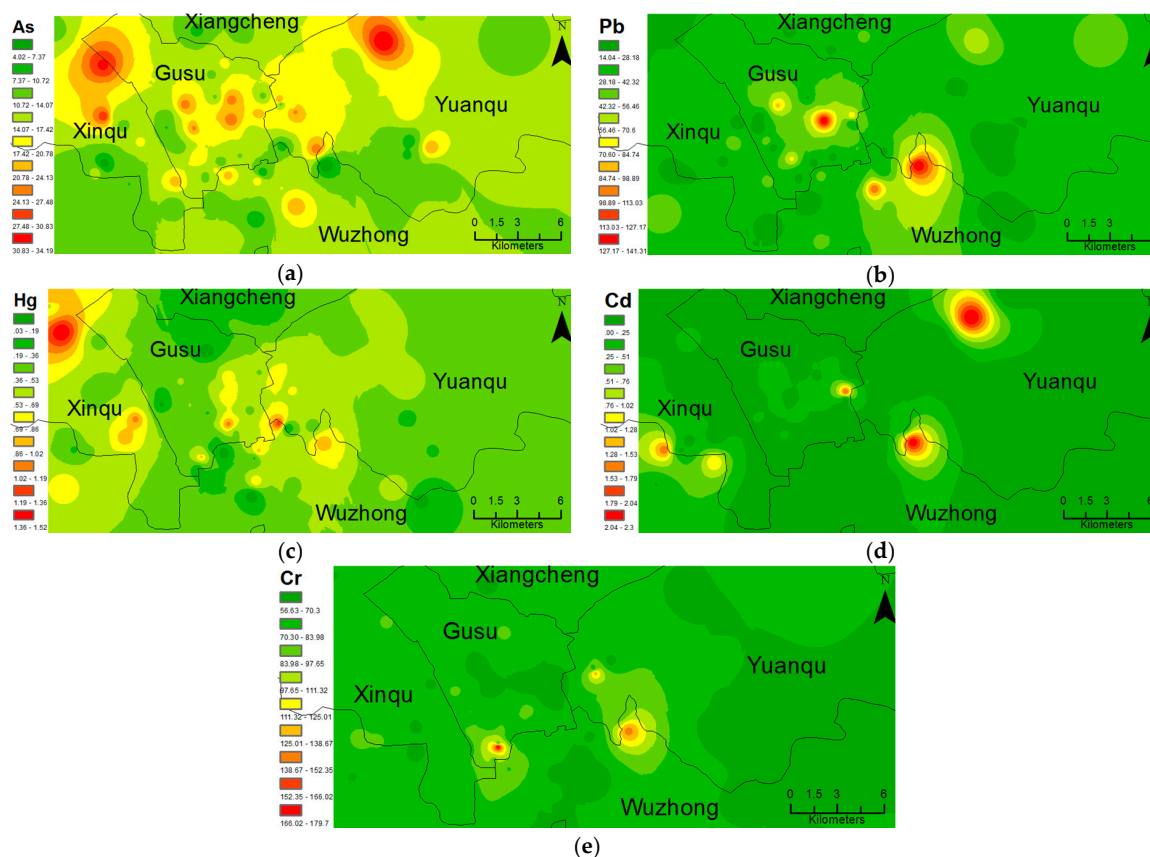 As
4.02 - 7.37
7.37 - 10.72
10.72 - 14.07
14.07 - 17.42
17.42 - 20.78
20.78 - 24.13
24.13 - 27.48
27.48 - 30.83
30.83 - 34.19
Xiangcheng
Gusu
Yuanqu
Xinqu
Wuzhong
N
0 1.5 3 6
Kilometers
(a)
Pb
14.04 - 28.18
28.18 - 42.32
42.32 - 56.46
56.46 - 70.6
70.60 - 84.74
84.74 - 98.89
98.89 - 113.03
113.03 - 127.17
127.17 - 141.31
Xiangcheng
Gusu
Yuanqu
Xinqu
Wuzhong
N
0 1.5 3 6
Kilometers
(b)
Hg
.03 - .19
.19 - .36
.36 - .53
.53 - .69
.69 - .86
.86 - 1.02
1.02 - 1.19
1.19 - 1.36
1.36 - 1.52
Xiangcheng
Gusu
Yuanqu
Xinqu
Wuzhong
N
0 1.5 3 6
Kilometers
(c)
Cd
.00 - .25
.25 - .51
.51 - .76
.76 - 1.02
1.02 - 1.28
1.28 - 1.53
1.53 - 1.79
1.79 - 2.04
2.04 - 2.3
Xiangcheng
Gusu
Yuanqu
Xinqu
Wuzhong
N
0 1.5 3 6
Kilometers
(d)
Cr
56.63 - 70.3
70.30 - 83.98
83.98 - 97.65
97.65 - 111.32
111.32 - 125.01
125.01 - 138.67
138.67 - 152.35
152.35 - 166.02
166.02 - 179.7
Xiangcheng
Gusu
Yuanqu
Xinqu
Wuzhong
N
0 1.5 3 6
Kilometers
(e)